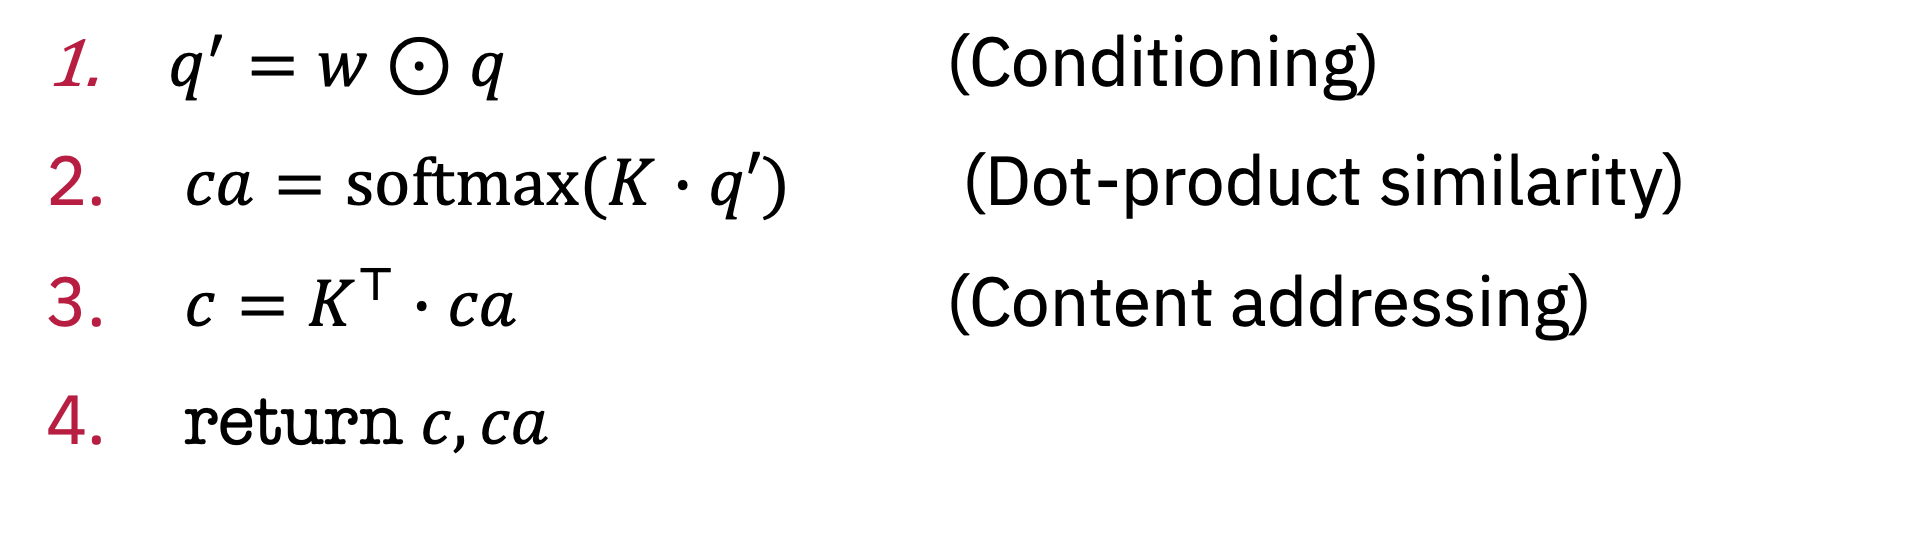 1. q′ = w ⊙ q (Conditioning)
2. ca = softmax(K · q′) (Dot-product similarity)
3. c = K⊤ · ca (Content addressing)
4. return c, ca